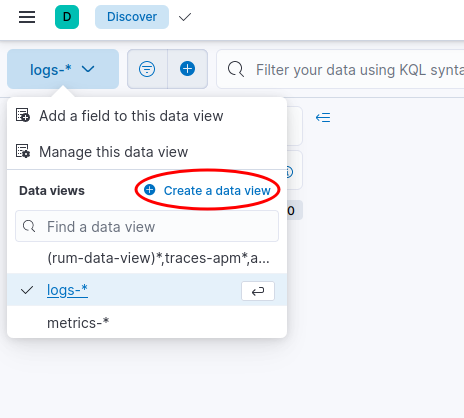 D Discover
logs-*
Filter your data using KQL synta
Add a field to this data view
Manage this data view
Data views Create a data view
0
Find a data view
(rum-data-view)*,traces-apm*,a...
logs-*
metrics-*